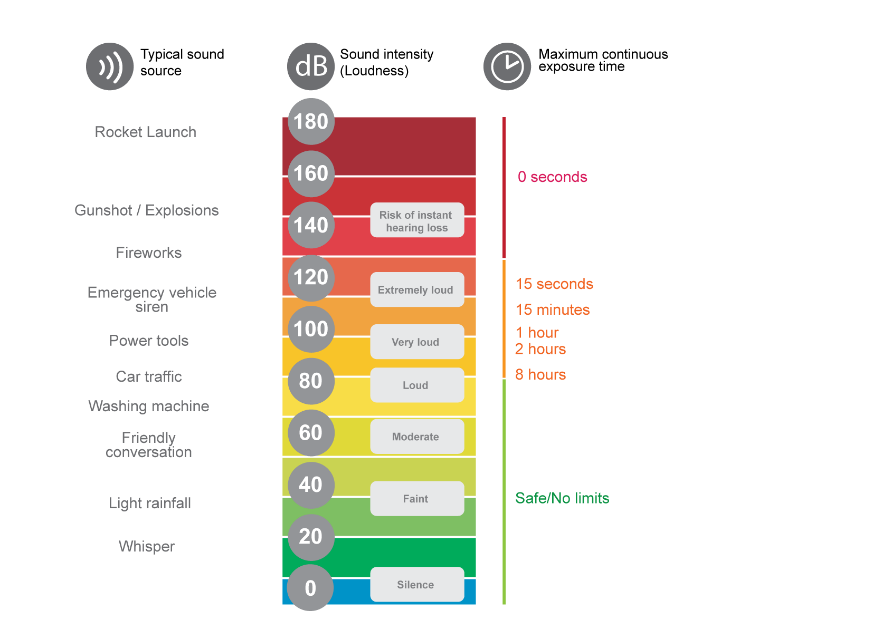 Typical sound
source
dB
Sound intensity
(Loudness)
Maximum continuous
exposure time
180
Rocket Launch
160
0 seconds
Gunshot / Explosions
Risk of instant
hearing loss
140
Fireworks
120
Extremely loud
15 seconds
Emergency vehicle
siren
15 minutes
100
1 hour
Power tools
Very loud
2 hours
Car traffic
80
Loud
8 hours
Washing machine
60
Moderate
Friendly
conversation
40
Faint
Safe/No limits
Light rainfall
20
Whisper
0
Silence